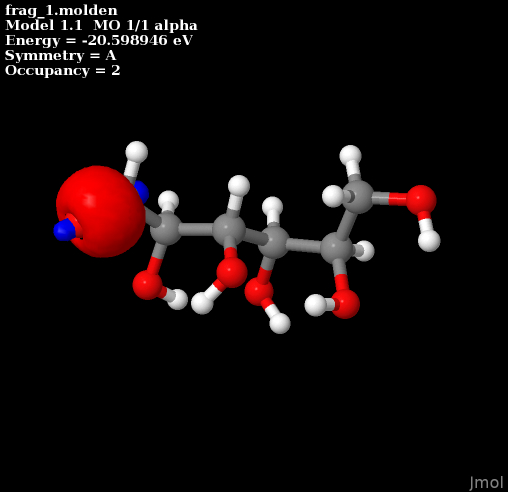 frag_1.molden
Model 1.1  MO 1/1 alpha
Energy = -20.598946 eV
Symmetry = A
Occupancy = 2
Jmol